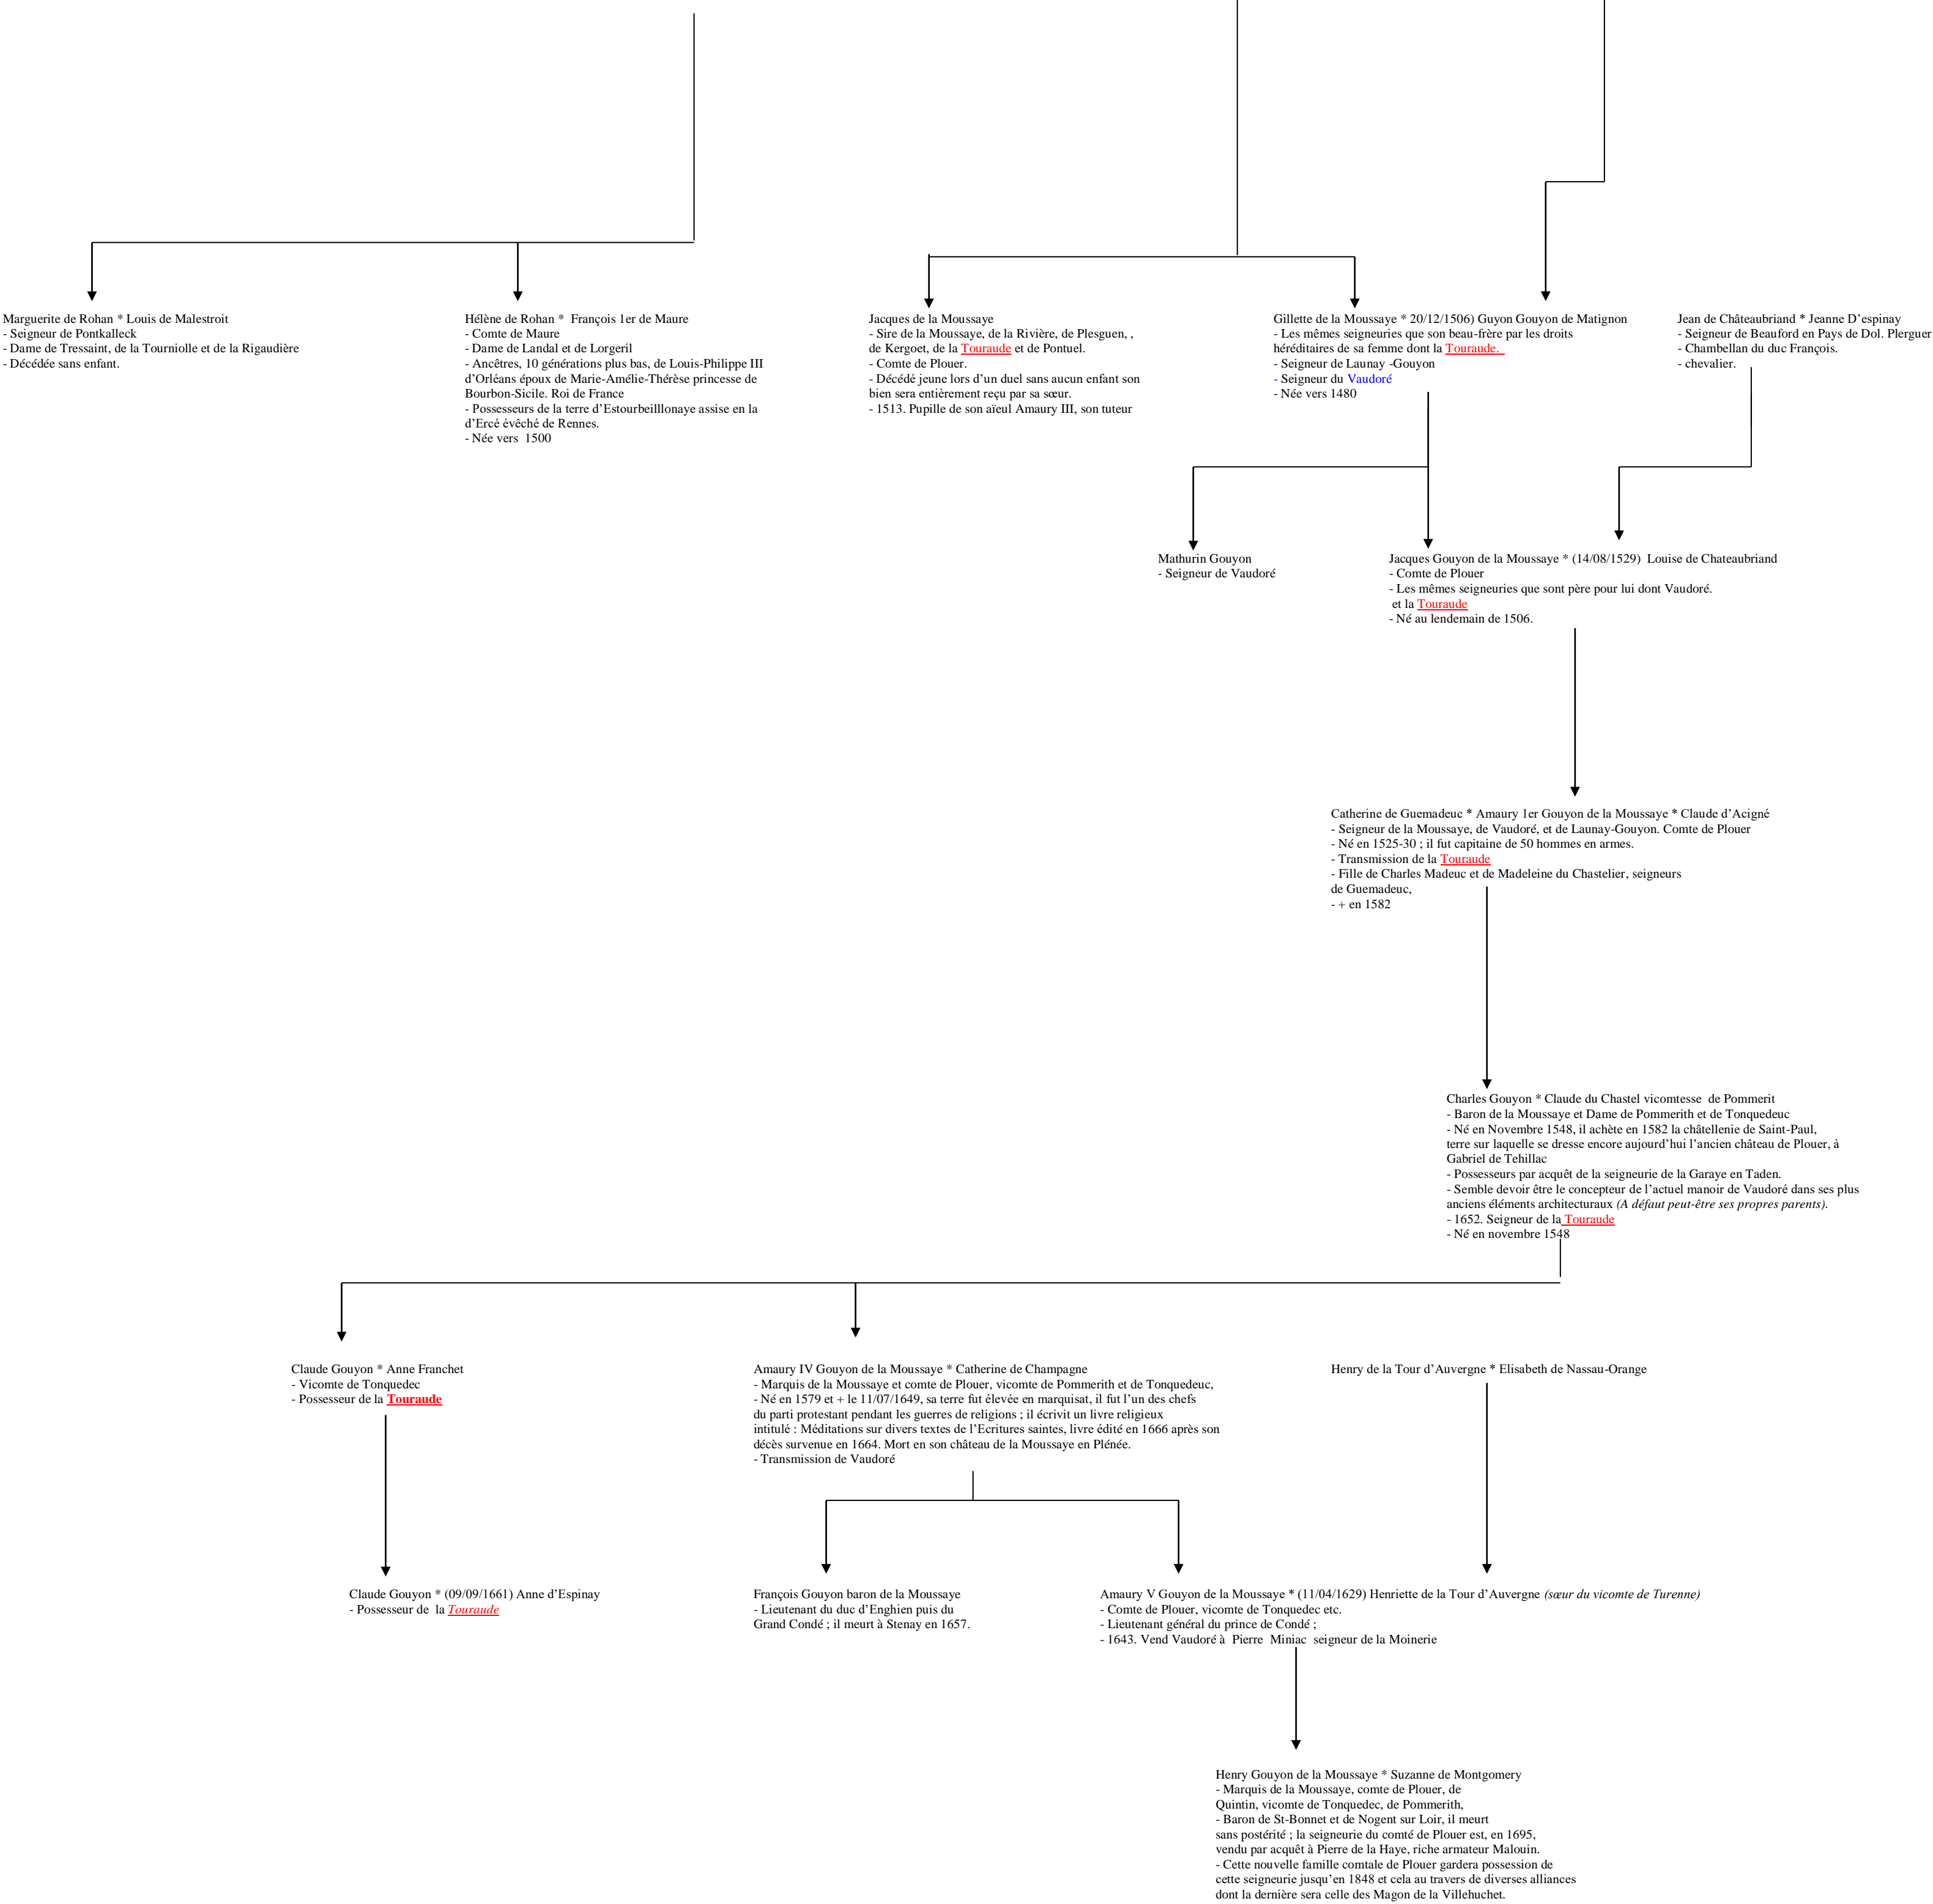 Marguerite de Rohan * Louis de Malestroit
- Seigneur de Pontkalleck
- Dame de Tressaint, de la Tourniolle et de la Rigaudière
- Décédée sans enfant.
Hélène de Rohan * François 1er de Maure
- Comte de Maure
- Dame de Landal et de Lorgeril
- Ancêtres, 10 générations plus bas, de Louis-Philippe III
d'Orléans époux de Marie-Amélie-Thérèse princesse de
Bourbon-Sicile. Roi de France
- Possesseurs de la terre d'Estourbeilllonaye assise en la
d'Ercé évêché de Rennes.
- Née vers 1500
Jacques de la Moussaye
- Sire de la Moussaye, de la Rivière, de Plesguen, ,
de Kergoet, de la Touraude et de Pontuel.
- Comte de Plouer.
- Décédé jeune lors d'un duel sans aucun enfant son
bien sera entièrement reçu par sa sœur.
- 1513. Pupille de son aïeul Amaury III, son tuteur
Gillette de la Moussaye * 20/12/1506) Guyon Gouyon de Matignon
- Les mêmes seigneuries que son beau-frère par les droits
héréditaires de sa femme dont la Touraude.
- Seigneur de Launay -Gouyon
- Seigneur du Vaudoré
- Née vers 1480
Jean de Châteaubriand * Jeanne D'espinay
- Seigneur de Beauford en Pays de Dol. Plerguer
- Chambellan du duc François.
- chevalier.
Mathurin Gouyon
- Seigneur de Vaudoré
Jacques Gouyon de la Moussaye * (14/08/1529) Louise de Chateaubriand
- Comte de Plouer
- Les mêmes seigneuries que sont père pour lui dont Vaudoré.
et la Touraude
- Né au lendemain de 1506.
Catherine de Guemadeuc * Amaury 1er Gouyon de la Moussaye * Claude d'Acigné
- Seigneur de la Moussaye, de Vaudoré, et de Launay-Gouyon. Comte de Plouer
- Né en 1525-30 ; il fut capitaine de 50 hommes en armes.
- Transmission de la Touraude
- Fille de Charles Madeuc et de Madeleine du Chastelier, seigneurs
de Guemadeuc,
- + en 1582
Charles Gouyon * Claude du Chastel vicomtesse de Pommerit
- Baron de la Moussaye et Dame de Pommerith et de Tonquedeuc
- Né en Novembre 1548, il achète en 1582 la châtellenie de Saint-Paul,
terre sur laquelle se dresse encore aujourd'hui l'ancien château de Plouer, à
Gabriel de Tehillac
- Possesseurs par acquêt de la seigneurie de la Garaye en Taden.
- Semble devoir être le concepteur de l'actuel manoir de Vaudoré dans ses plus
anciens éléments architecturaux (A défaut peut-être ses propres parents).
- 1652. Seigneur de la Touraude
- Né en novembre 1548
Claude Gouyon * Anne Franchet
- Vicomte de Tonquedec
- Possesseur de la Touraude
Amaury IV Gouyon de la Moussaye * Catherine de Champagne
- Marquis de la Moussaye et comte de Plouer, vicomte de Pommerith et de Tonquedeuc,
- Né en 1579 et + le 11/07/1649, sa terre fut élevée en marquisat, il fut l'un des chefs
du parti protestant pendant les guerres de religions ; il écrivit un livre religieux
intitulé : Méditations sur divers textes de l'Ecritures saintes, livre édité en 1666 après son
décès survenue en 1664. Mort en son château de la Moussaye en Plénée.
- Transmission de Vaudoré
Henry de la Tour d'Auvergne * Elisabeth de Nassau-Orange
Claude Gouyon * (09/09/1661) Anne d'Espinay
- Possesseur de la Touraude
François Gouyon baron de la Moussaye
- Lieutenant du duc d'Enghien puis du
Grand Condé ; il meurt à Stenay en 1657.
Amaury V Gouyon de la Moussaye * (11/04/1629) Henriette de la Tour d'Auvergne (sœur du vicomte de Turenne)
- Comte de Plouer, vicomte de Tonquedec etc.
- Lieutenant général du prince de Condé ;
- 1643. Vend Vaudoré à Pierre Miniac seigneur de la Moinerie
Henry Gouyon de la Moussaye * Suzanne de Montgomery
- Marquis de la Moussaye, comte de Plouer, de
Quintin, vicomte de Tonquedec, de Pommerith,
- Baron de St-Bonnet et de Nogent sur Loir, il meurt
sans postérité ; la seigneurie du comté de Plouer est, en 1695,
vendu par acquêt à Pierre de la Haye, riche armateur Malouin.
- Cette nouvelle famille comtale de Plouer gardera possession de
cette seigneurie jusqu'en 1848 et cela au travers de diverses alliances
dont la dernière sera celle des Magon de la Villehuchet.